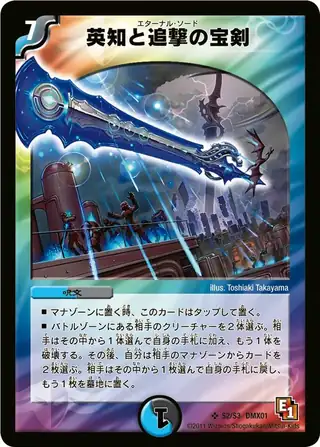 7
エターナル・ソード
英知と追撃の宝剣
illus. Toshiaki Takayama
呪文
■ マナゾーンに置く時、このカードはタップして置く。
■ バトルゾーンにある相手のクリーチャーを2体選ぶ。相
手はその中から1体選んで自身の手札に加え、もう1体を
破壊する。その後、自分は相手のマナゾーンからカードを
2枚選ぶ。相手はその中から1枚選び自身の手札に戻し、
もう1枚を墓地に置く。
1
S2/S3 DMX01
©2011 Wizards/Shogakukan/Mitsui-Kids
E1